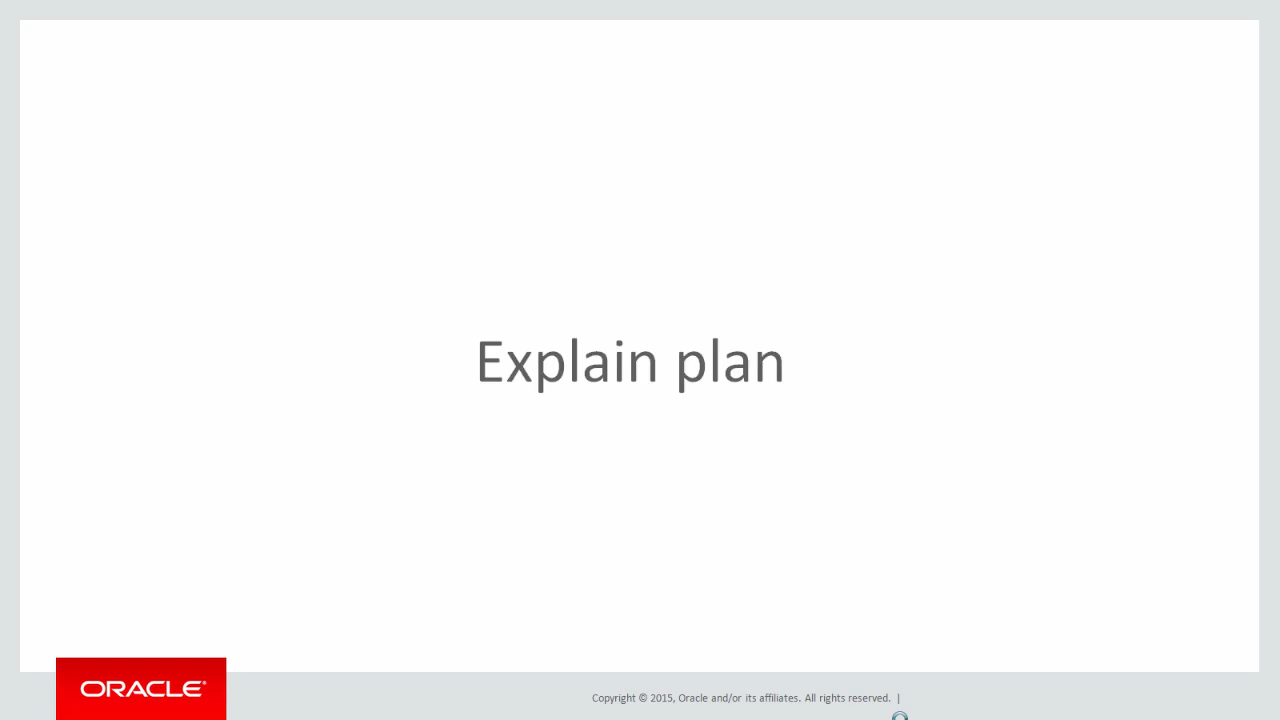 Explain plan
ORACLE®
Copyright © 2015, Oracle and/or its affiliates. All rights reserved. |